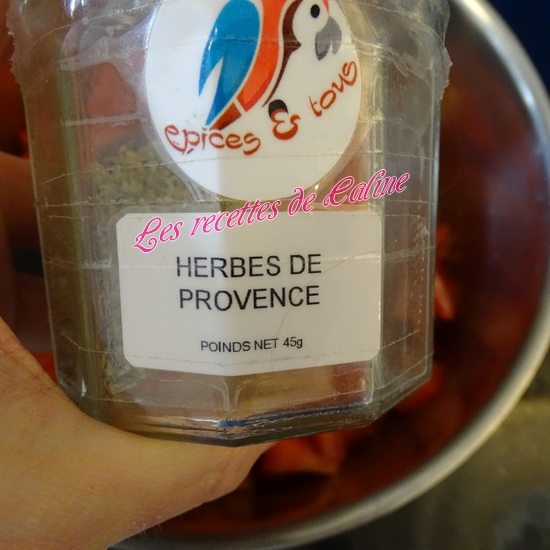 epices & tous
Les recettes de Caline
HERBES DE
PROVENCE
POINDS NET 45g